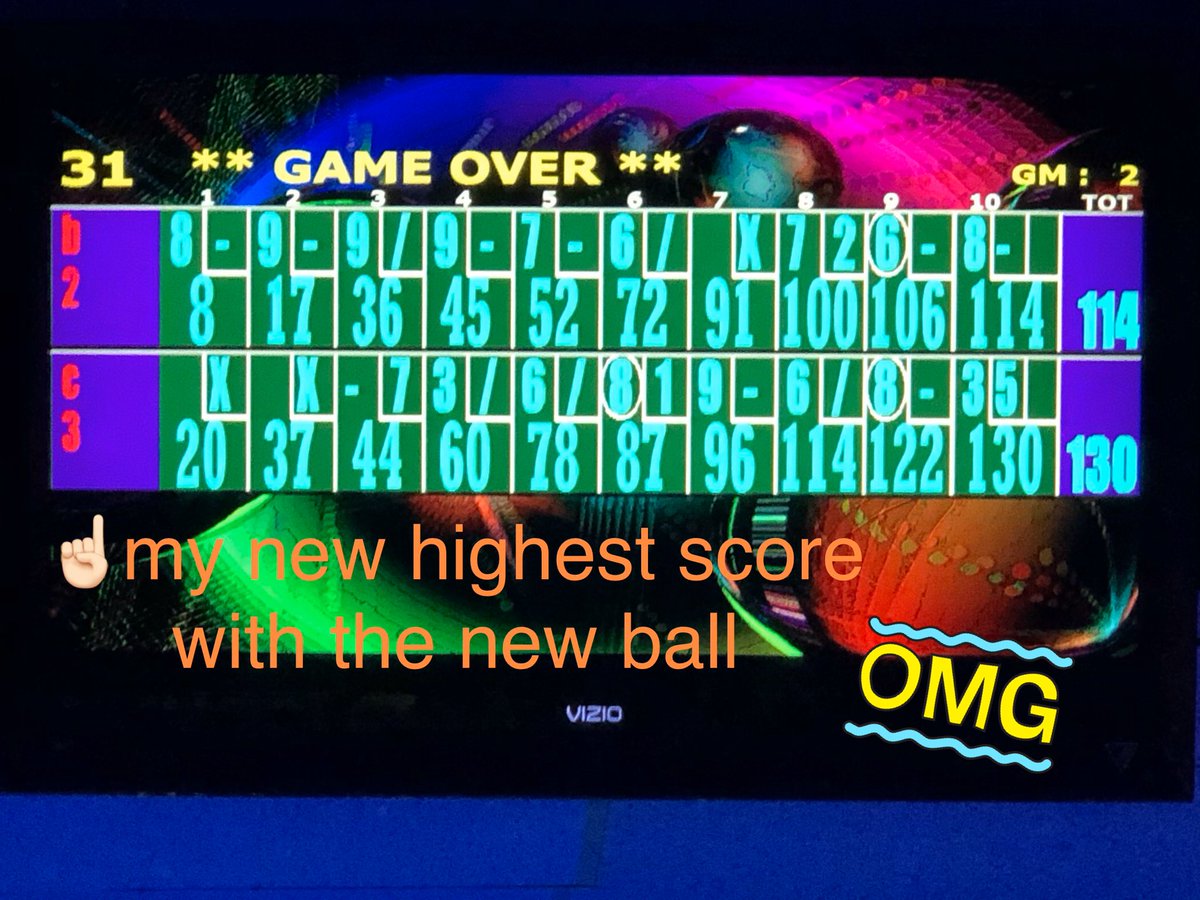 31 ** GAME OVER ** GM : 2
1 2 3 4 5 6 7 8 9 10 TOT
b 8 - 9 - 9 / 9 - 7 - 6 / X 7 2 6 - 8 -
2 8 17 36 45 52 72 91 100 106 114 114
c X X - 7 3 / 6 / 8 1 9 - 6 / 8 - 3 5
3 20 37 44 60 78 87 96 114 122 130 130
☝🏻my new highest score
with the new ball
OMG
VIZIO